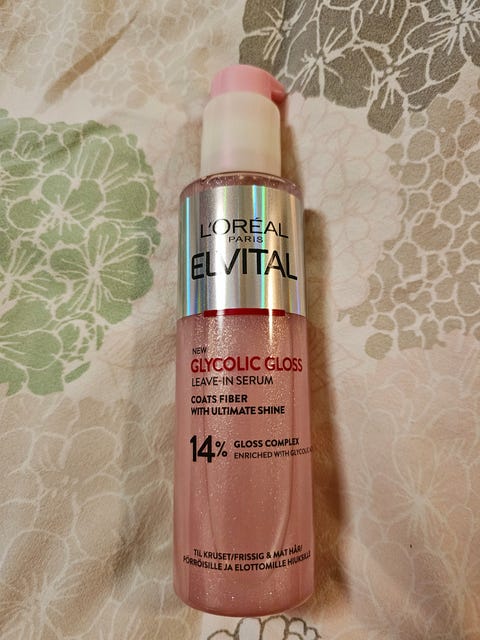 L'ORÉAL
PARIS
ELVITAL
NEW
GLYCOLIC GLOSS
LEAVE-IN SERUM
COATS FIBER
WITH ULTIMATE SHINE
14% GLOSS COMPLEX
ENRICHED WITH GLYCOLIC
TIL KRUSET/FRISSIG & MAT HÅR/
PÖRRÖISILLE JA ELOTTOMILLE HIUKSILLE